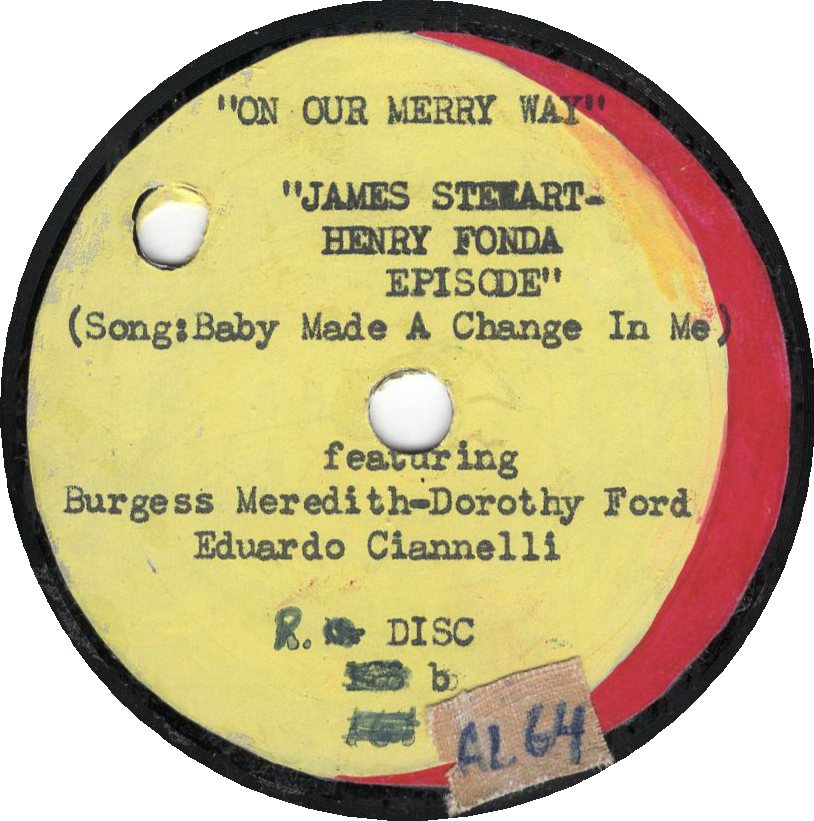 "ON OUR MERRY WAY"
"JAMES STEWART-
HENRY FONDA
EPISODE"
(Song:Baby Made A Change In Me)
featuring
Burgess Meredith-Dorothy Ford
Eduardo Ciannelli
R. DISC
b
AL 64